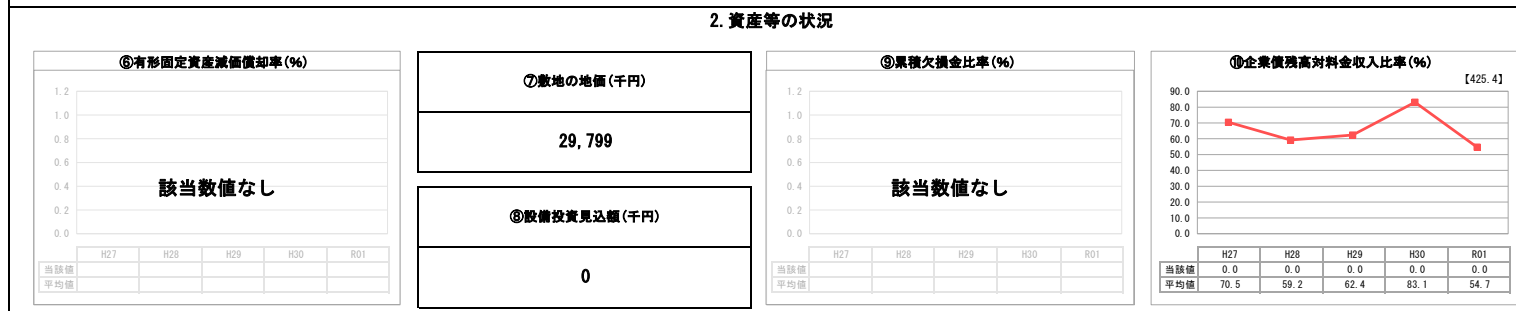 2. 資産等の状況
⑥有形固定資産減価償却率(%)
1.2
1.0
0.8
0.6
0.4
0.2
0.0
該当数値なし
H27 H28 H29 H30 R01
当該値
平均値
⑦敷地の地価(千円)
29,799
⑧設備投資見込額(千円)
0
⑨累積欠損金比率(%)
1.2
1.0
0.8
0.6
0.4
0.2
0.0
該当数値なし
H27 H28 H29 H30 R01
当該値
平均値
⑩企業債残高対料金収入比率(%)
【425.4】
90.0
80.0
70.0
60.0
50.0
40.0
30.0
20.0
10.0
0.0
H27 H28 H29 H30 R01
当該値 0.0 0.0 0.0 0.0 0.0
平均値 70.5 59.2 62.4 83.1 54.7